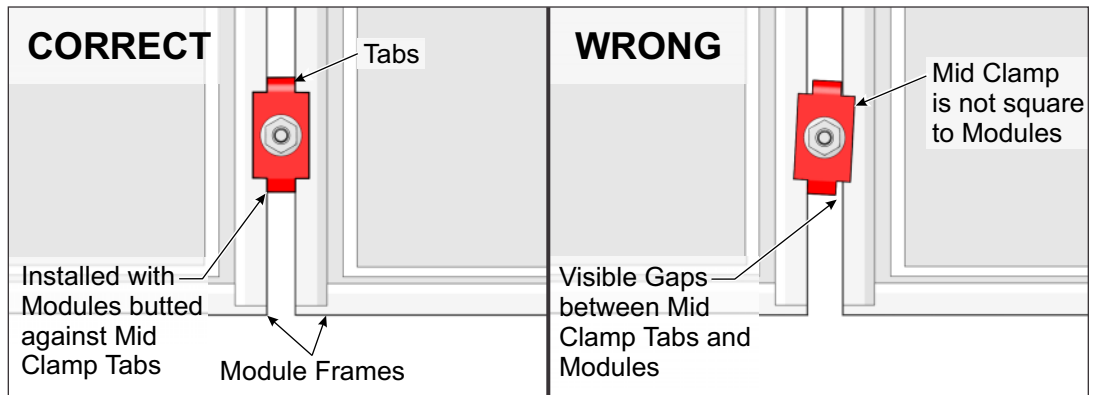 CORRECT
Tabs
Installed with
Modules butted
against Mid
Clamp Tabs
Module Frames
WRONG
Mid Clamp
is not square
to Modules
Visible Gaps
between Mid
Clamp Tabs and
Modules